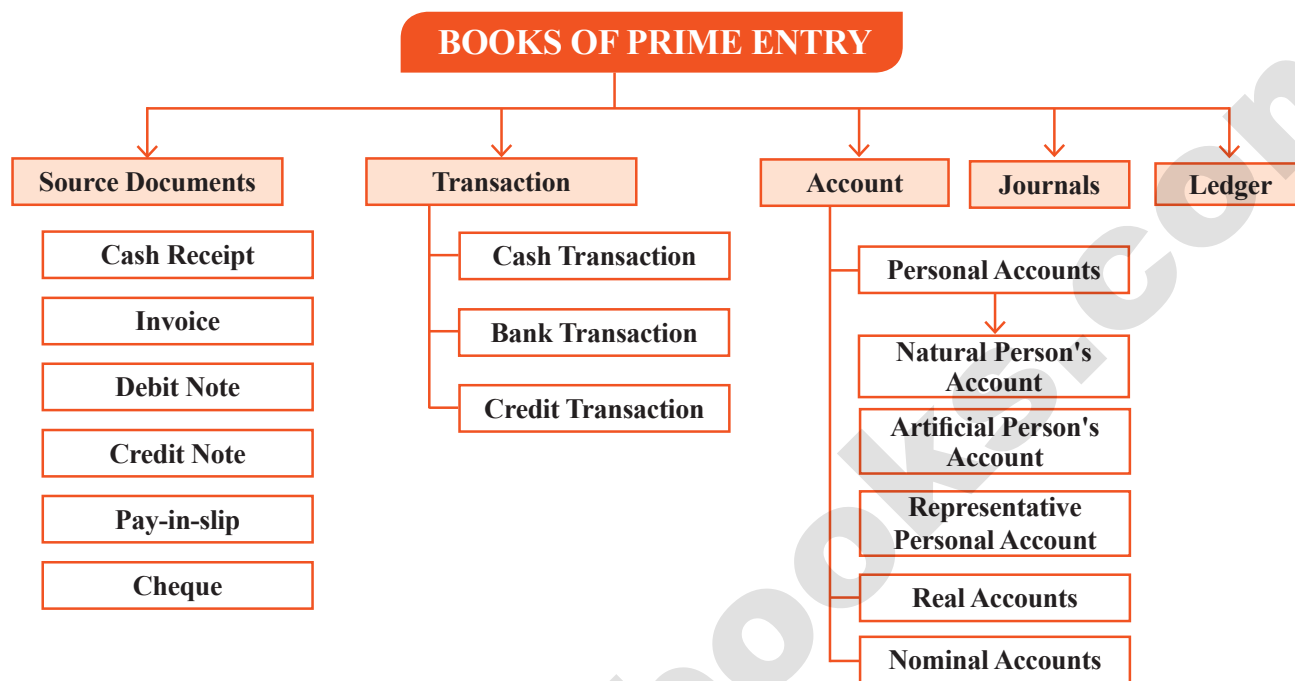 BOOKS OF PRIME ENTRY
Source Documents
Cash Receipt
Invoice
Debit Note
Credit Note
Pay-in-slip
Cheque
Transaction
Cash Transaction
Bank Transaction
Credit Transaction
Account
Personal Accounts
Natural Person's
Account
Artificial Person's
Account
Representative
Personal Account
Real Accounts
Nominal Accounts
Journals
Ledger